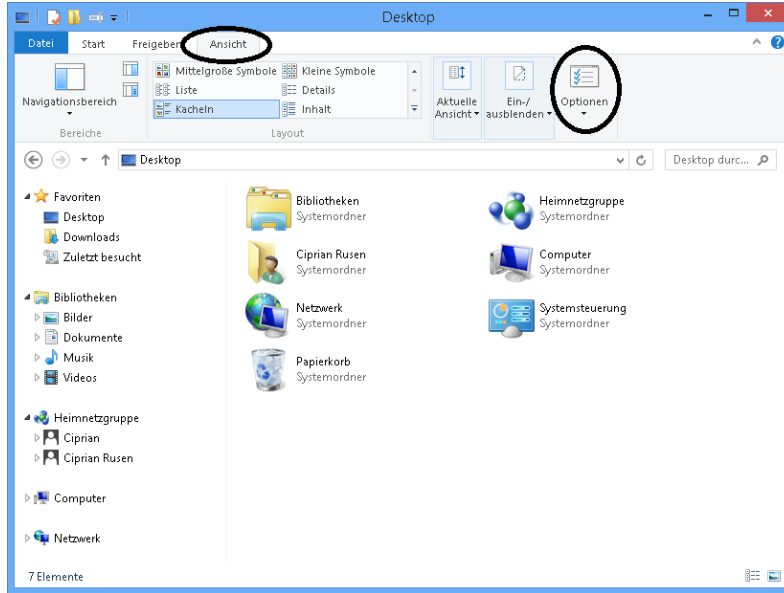 Desktop
Datei Start Freigeben Ansicht
Navigationsbereich
Mittelgroße Symbole Kleine Symbole
Liste Details
Kacheln Inhalt
Aktuelle Ansicht
Ein-/ausblenden
Optionen
Bereiche Layout
Desktop
Desktop durc...
Favoriten
Desktop
Downloads
Zuletzt besucht
Bibliotheken
Bilder
Dokumente
Musik
Videos
Heimnetzgruppe
Ciprian
Ciprian Rusen
Computer
Netzwerk
Bibliotheken
Systemordner
Heimnetzgruppe
Systemordner
Ciprian Rusen
Systemordner
Computer
Systemordner
Netzwerk
Systemordner
Systemsteuerung
Systemordner
Papierkorb
Systemordner
7 Elemente